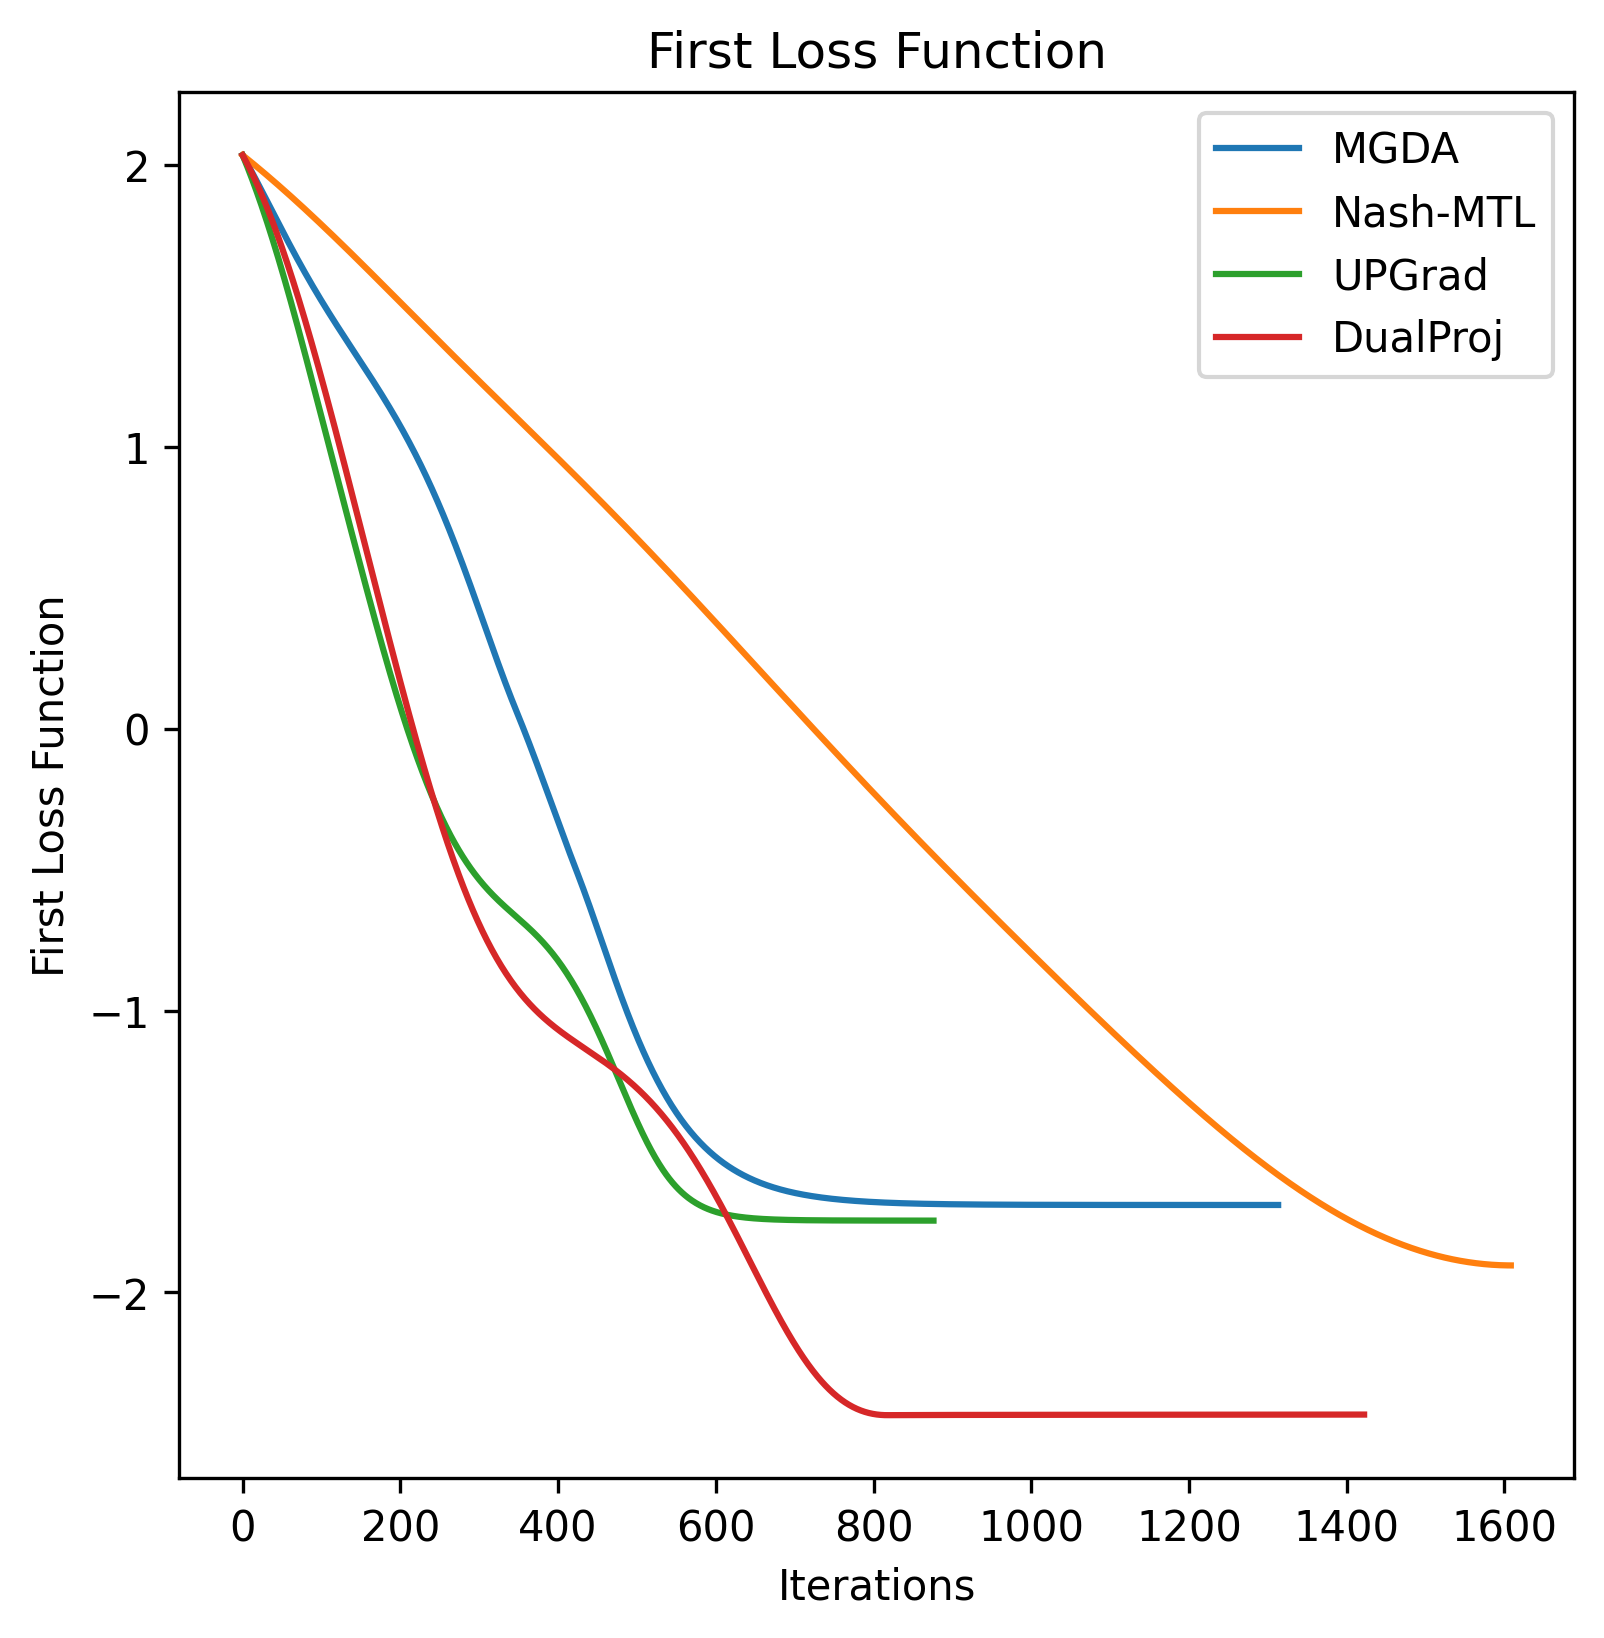 First Loss Function
MGDA
Nash-MTL
UPGrad
DualProj
2
1
0
−1
−2
First Loss Function
0 200 400 600 800 1000 1200 1400 1600
Iterations